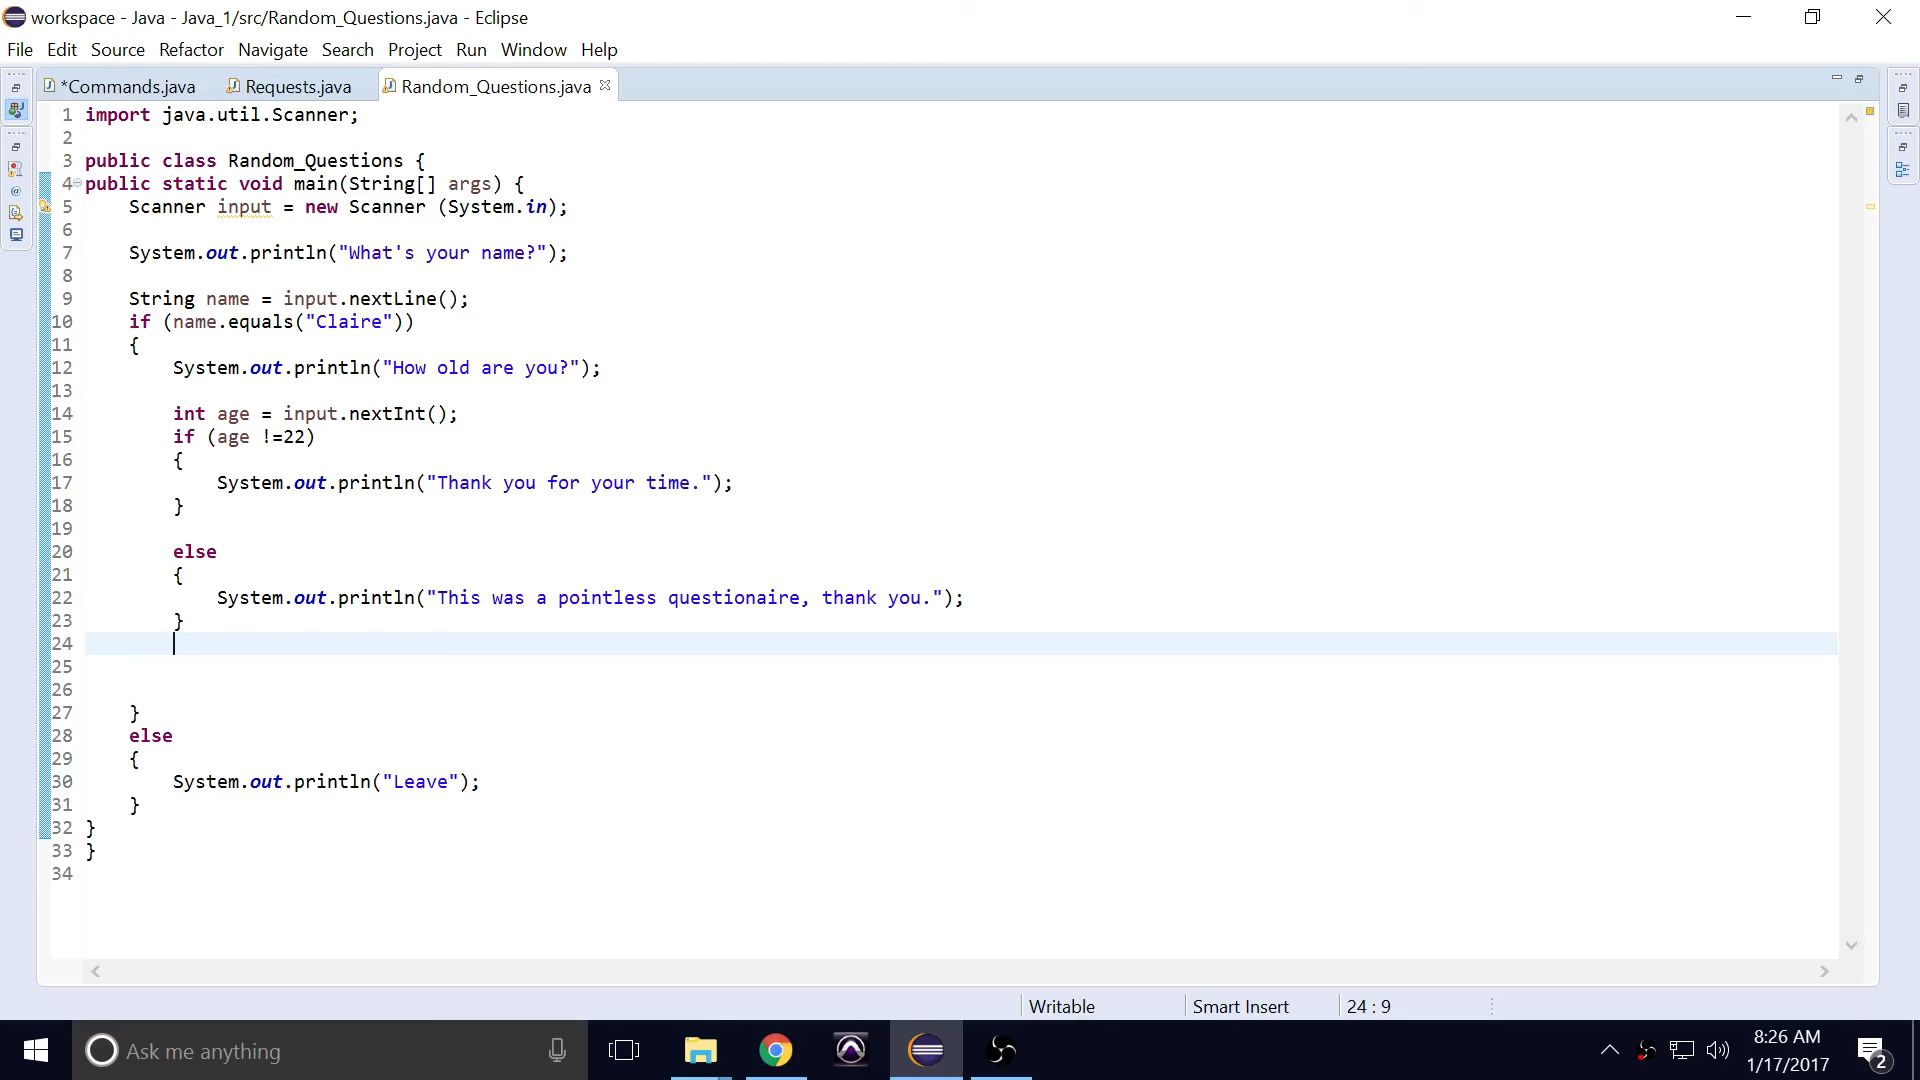 workspace - Java - Java_1/src/Random_Questions.java - Eclipse
File Edit Source Refactor Navigate Search Project Run Window Help
*Commands.java Requests.java Random_Questions.java
1 import java.util.Scanner;
2
3 public class Random_Questions {
4 public static void main(String[] args) {
5     Scanner input = new Scanner (System.in);
6
7     System.out.println("What's your name?");
8
9     String name = input.nextLine();
10     if (name.equals("Claire"))
11     {
12         System.out.println("How old are you?");
13
14         int age = input.nextInt();
15         if (age !=22)
16         {
17             System.out.println("Thank you for your time.");
18         }
19
20         else
21         {
22             System.out.println("This was a pointless questionaire, thank you.");
23         }
24
25
26
27     }
28     else
29     {
30         System.out.println("Leave");
31     }
32 }
33 }
34
Writable Smart Insert 24 : 9
Ask me anything
8:26 AM
1/17/2017
2